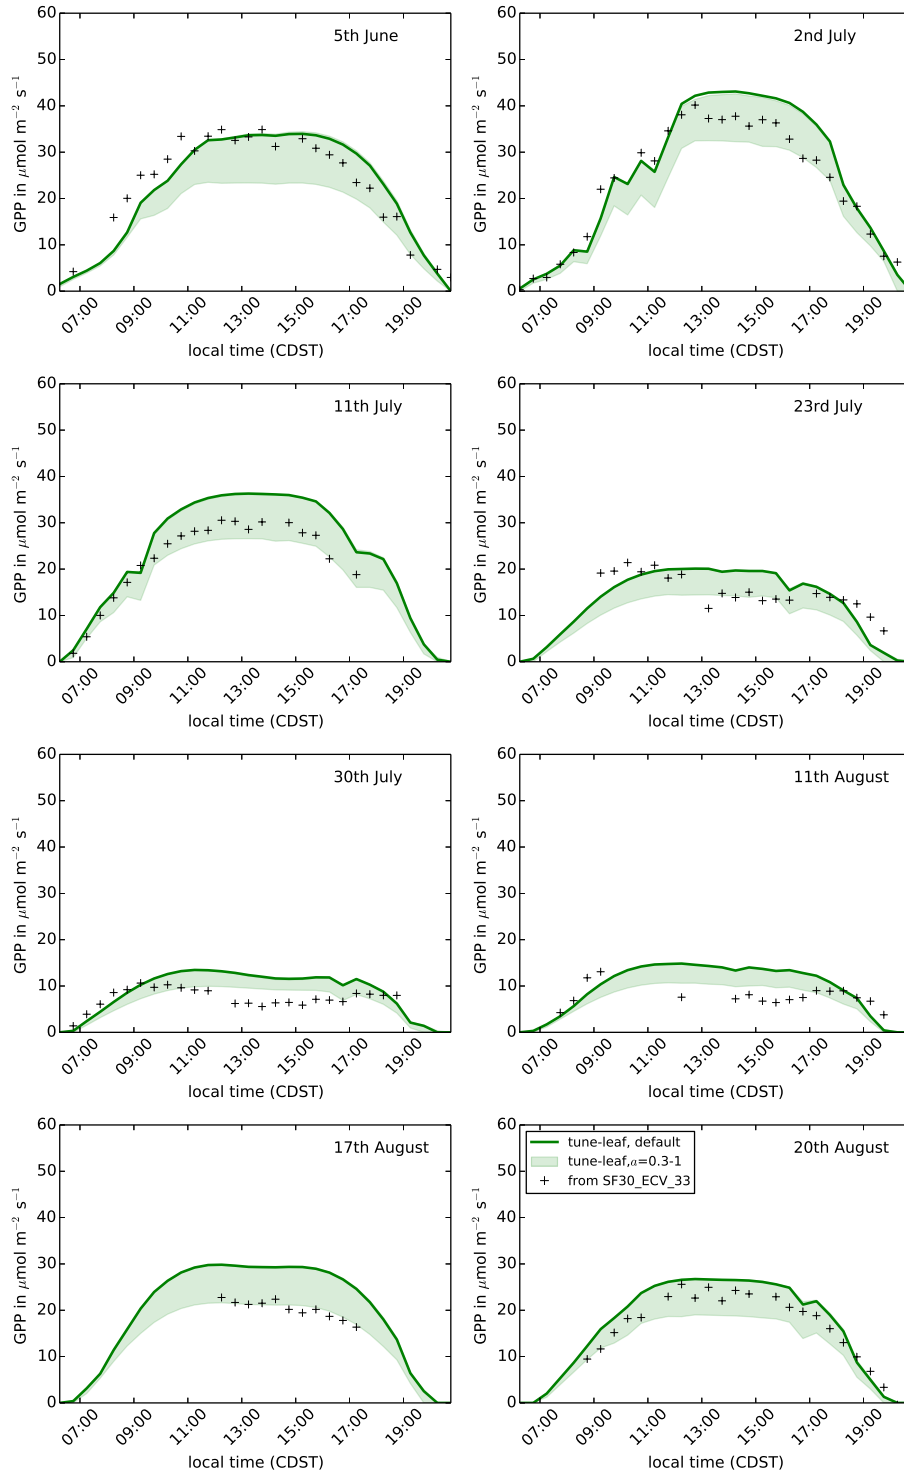 5th June
60
50
40
30
20
10
0
GPP in μmol m⁻² s⁻¹
07:00 09:00 11:00 13:00 15:00 17:00 19:00
local time (CDST)
2nd July
60
50
40
30
20
10
0
GPP in μmol m⁻² s⁻¹
07:00 09:00 11:00 13:00 15:00 17:00 19:00
local time (CDST)
11th July
60
50
40
30
20
10
0
GPP in μmol m⁻² s⁻¹
07:00 09:00 11:00 13:00 15:00 17:00 19:00
local time (CDST)
23rd July
60
50
40
30
20
10
0
GPP in μmol m⁻² s⁻¹
07:00 09:00 11:00 13:00 15:00 17:00 19:00
local time (CDST)
30th July
60
50
40
30
20
10
0
GPP in μmol m⁻² s⁻¹
07:00 09:00 11:00 13:00 15:00 17:00 19:00
local time (CDST)
11th August
60
50
40
30
20
10
0
GPP in μmol m⁻² s⁻¹
07:00 09:00 11:00 13:00 15:00 17:00 19:00
local time (CDST)
17th August
60
50
40
30
20
10
0
GPP in μmol m⁻² s⁻¹
07:00 09:00 11:00 13:00 15:00 17:00 19:00
local time (CDST)
20th August
tune-leaf, default
tune-leaf,α=0.3-1
from SF30_ECV_33
60
50
40
30
20
10
0
GPP in μmol m⁻² s⁻¹
07:00 09:00 11:00 13:00 15:00 17:00 19:00
local time (CDST)